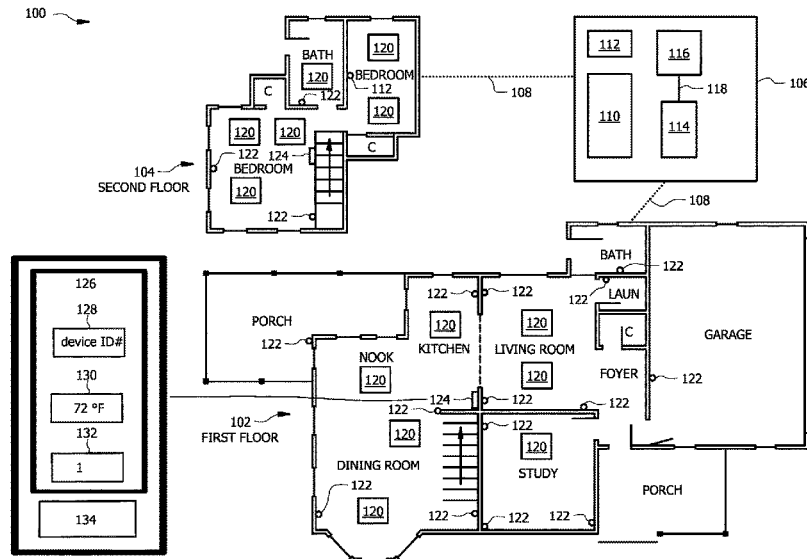 100
BATH
120
120
BEDROOM
122
112
120
C
120
120
122
124
C
BEDROOM
104
SECOND FLOOR
120
122
108
112
116
106
118
110
114
108
126
128
device ID#
130
72 °F
132
1
134
PORCH
122
122
122
BATH
122
122
LAUN
120
120
KITCHEN
LIVING ROOM
C
GARAGE
NOOK
120
120
FOYER
122
124
122
122
122
102
FIRST FLOOR
120
122
120
STUDY
DINING ROOM
122
120
122
122
122
PORCH